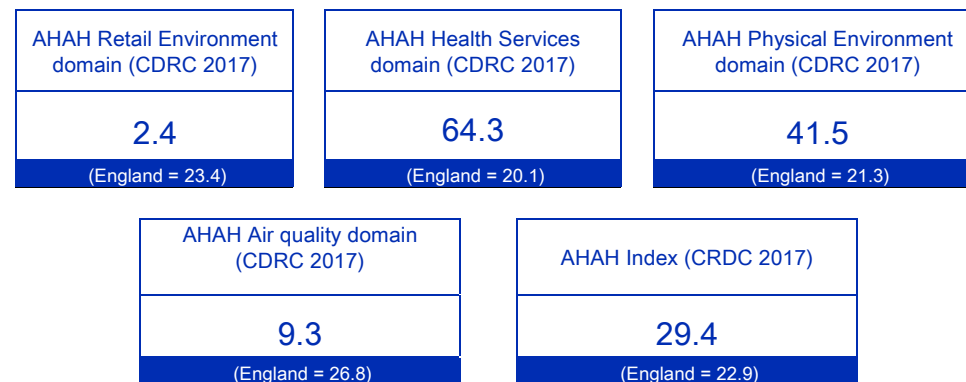 AHAH Retail Environment
domain (CDRC 2017)
2.4
(England = 23.4)
AHAH Health Services
domain (CDRC 2017)
64.3
(England = 20.1)
AHAH Physical Environment
domain (CDRC 2017)
41.5
(England = 21.3)
AHAH Air quality domain
(CDRC 2017)
9.3
(England = 26.8)
AHAH Index (CRDC 2017)
29.4
(England = 22.9)